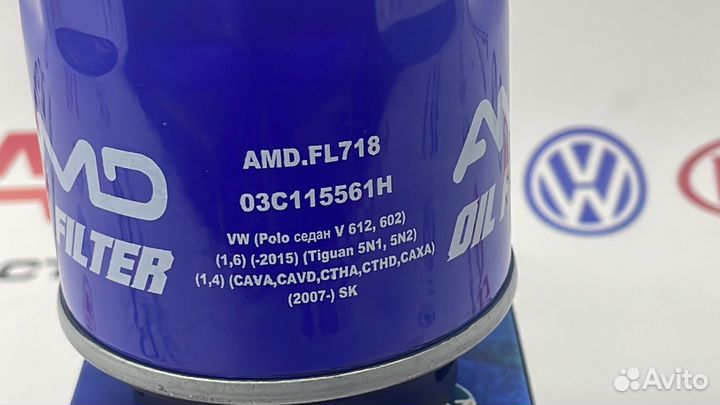 AMD
FILTER
AMD.FL718
03C115561H
VW (Polo седан V 612, 602)
(1,6) (-2015) (Tiguan 5N1, 5N2)
(1,4) (CAVA,CAVD,CTHA,CTHD,CAXA)
(2007-) SK
OIL
Avito